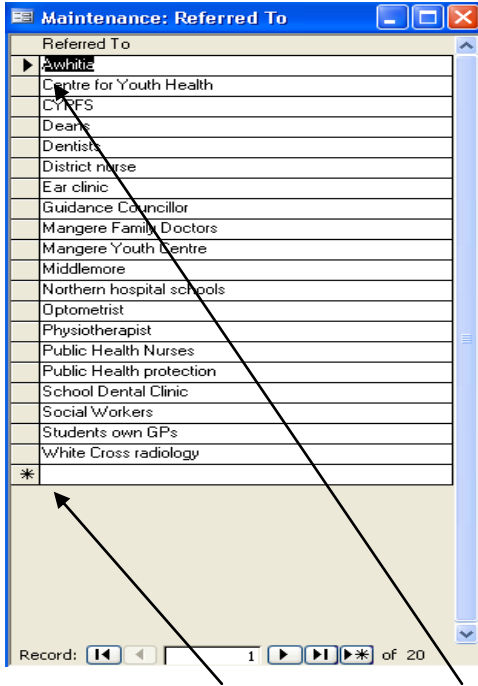 Maintenance: Referred To
Referred To
Awhitia
Centre for Youth Health
CYPFS
Deans
Dentists
District nurse
Ear clinic
Guidance Councillor
Mangere Family Doctors
Mangere Youth Centre
Middlemore
Northern hospital schools
Optometrist
Physiotherapist
Public Health Nurses
Public Health protection
School Dental Clinic
Social Workers
Students own GPs
White Cross radiology
Record: 1 of 20